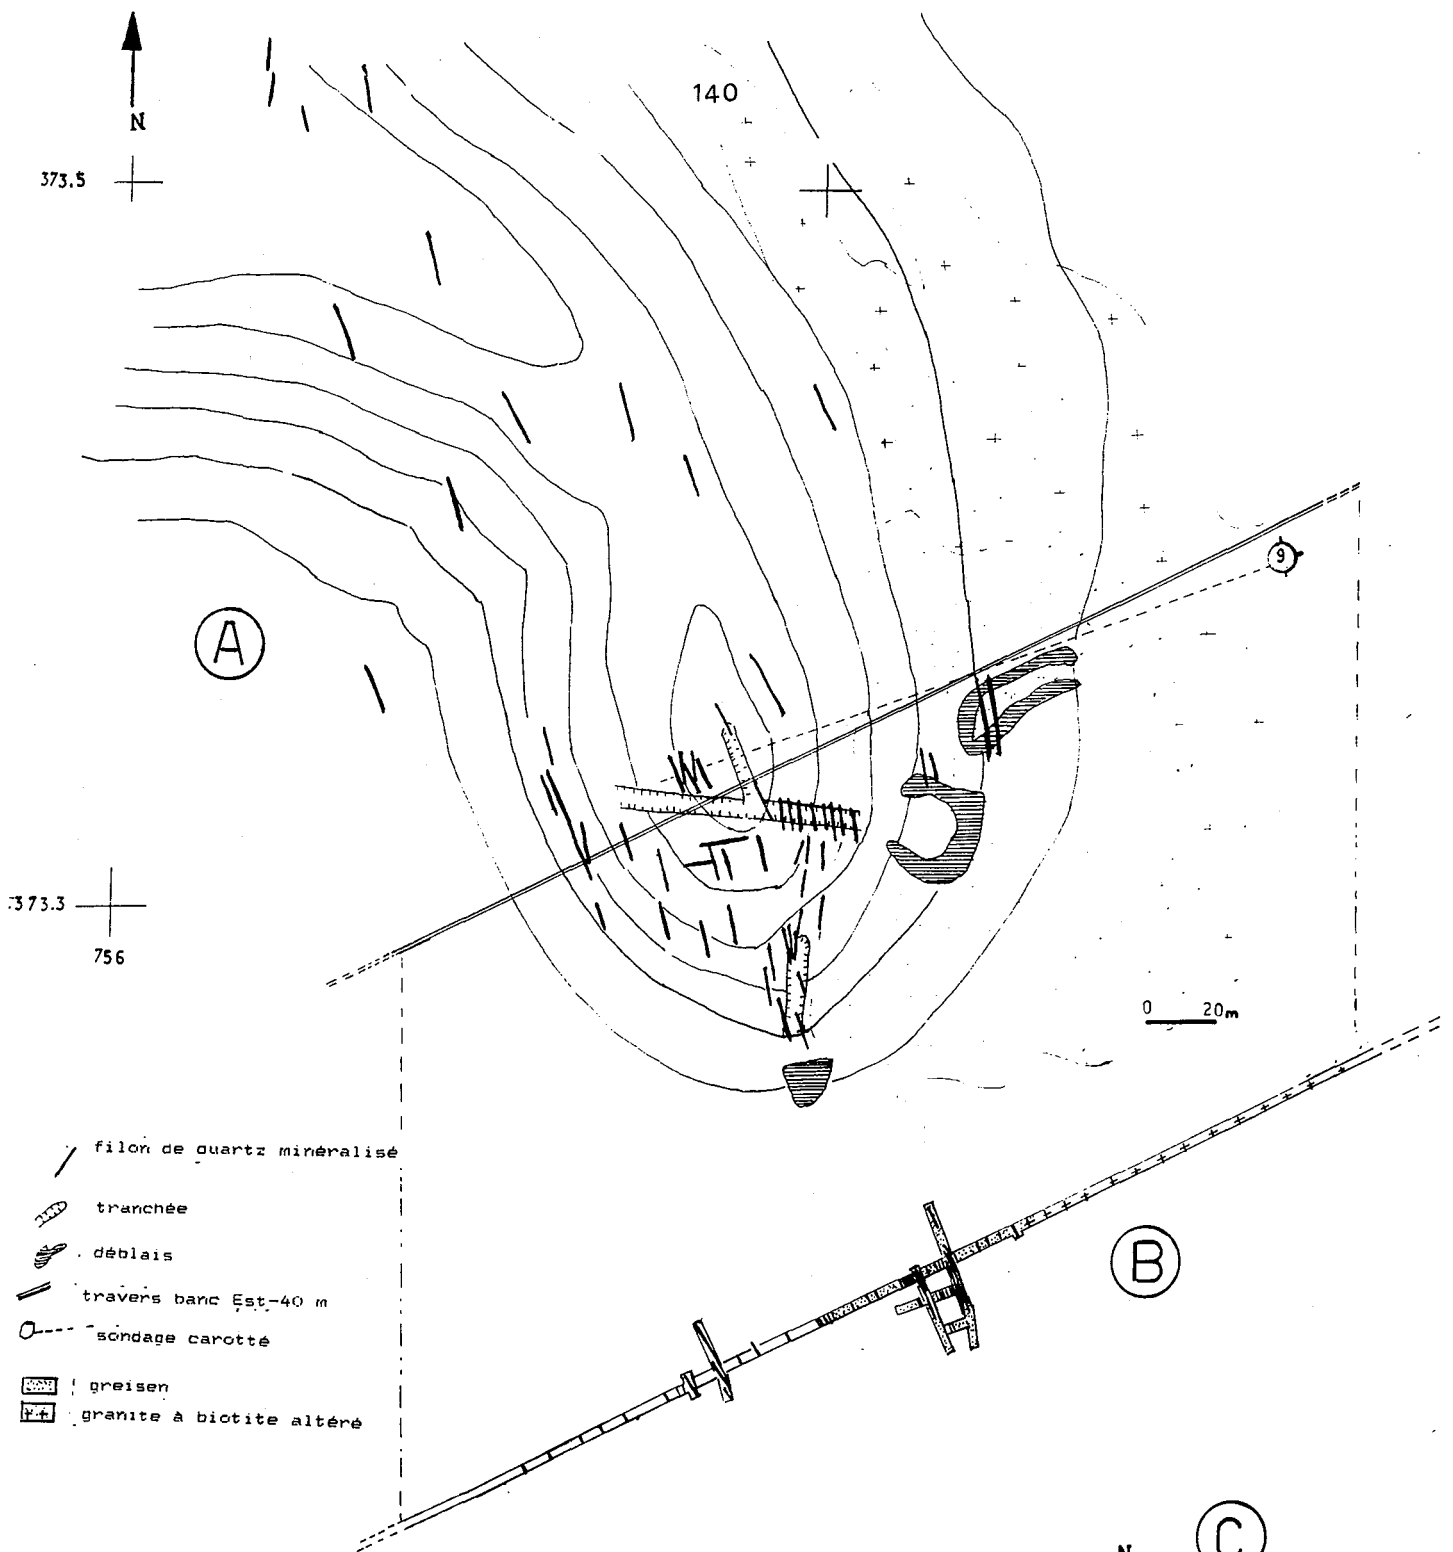 140
N
373.5
9
A
373.3
756
0 20m
filon de quartz minéralisé
tranchée
déblais
travers banc Est-40 m
sondage carotté
greisen
granite à biotite altéré
B
C
N